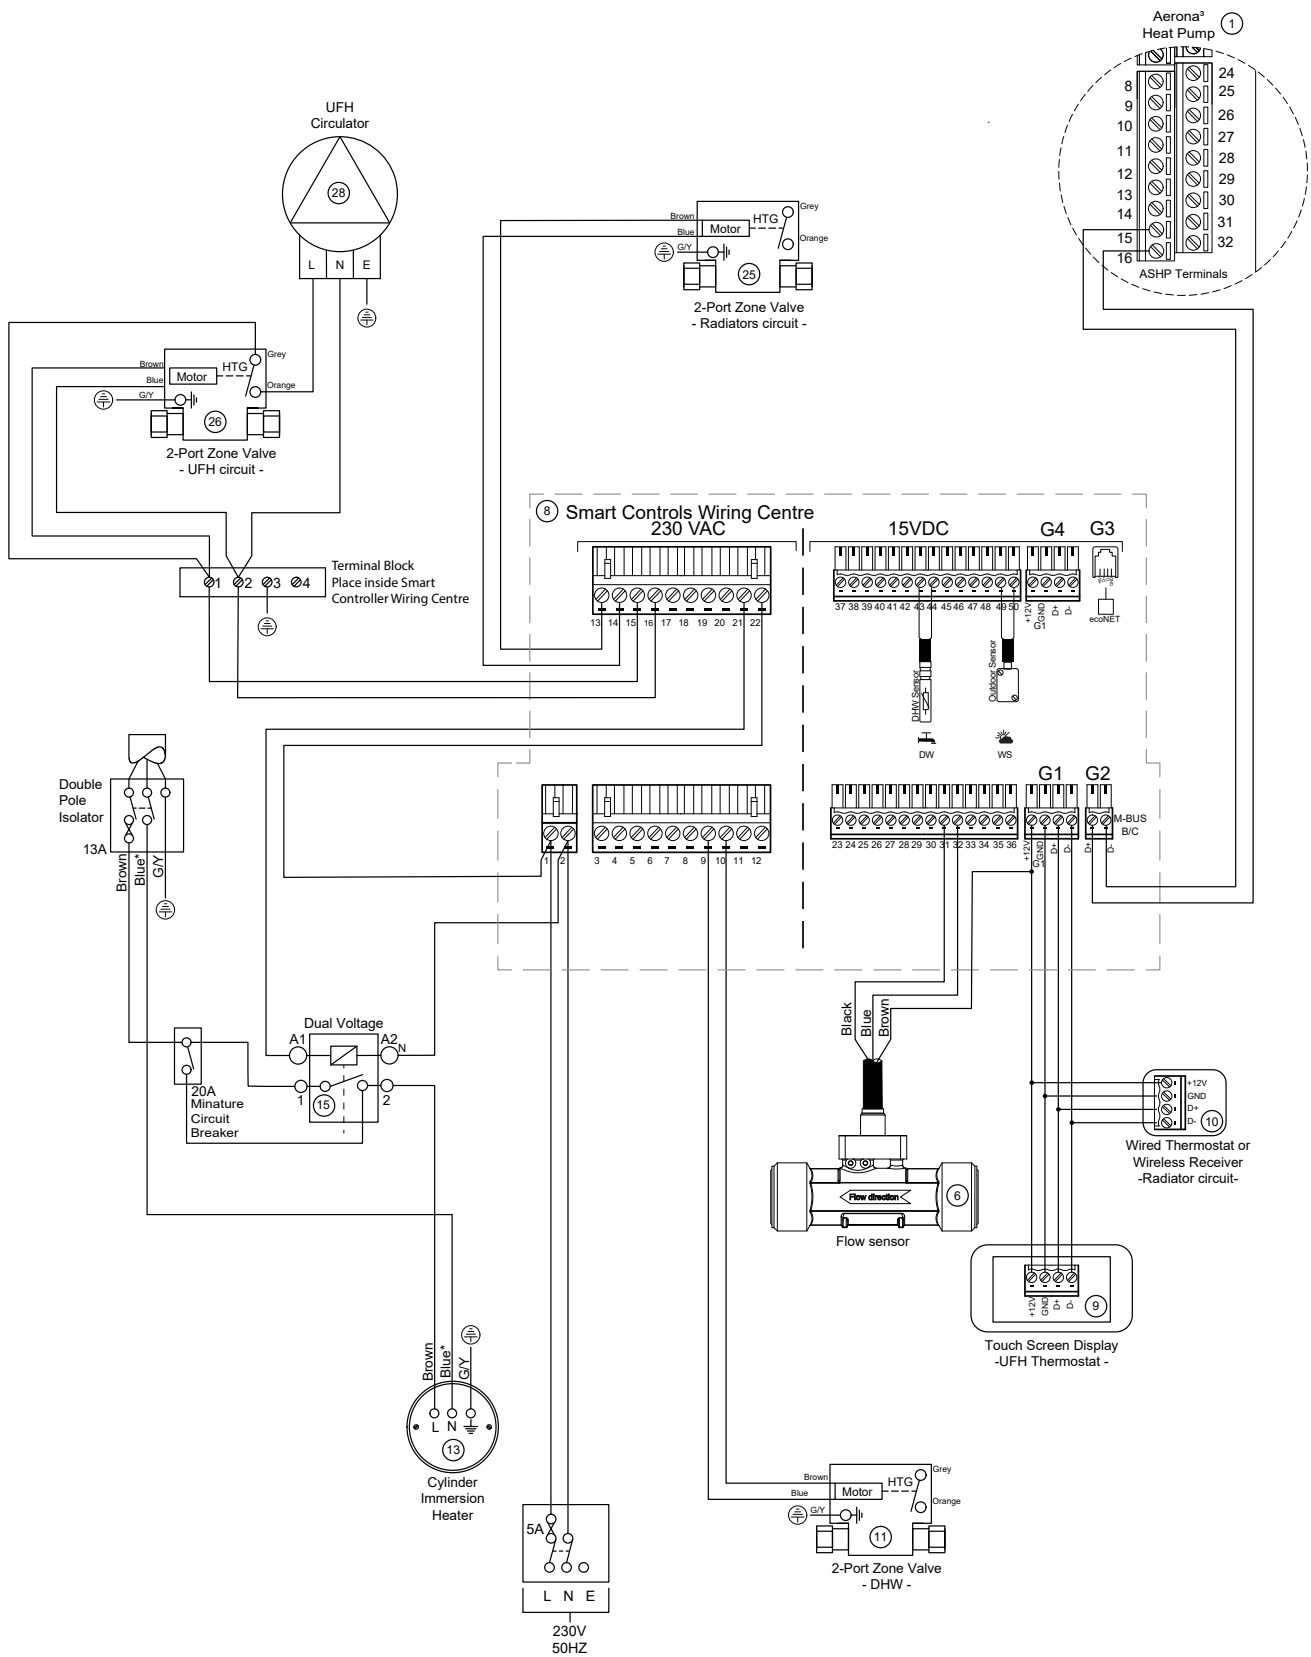 Aerona³
Heat Pump
1
8
9
10
11
12
13
14
15
16
24
25
26
27
28
29
30
31
32
ASHP Terminals
UFH
Circulator
28
L N E
Brown
Blue
G/Y
Motor
HTG
Grey
Orange
25
2-Port Zone Valve
- Radiators circuit -
Brown
Blue
G/Y
Motor
HTG
Grey
Orange
26
2-Port Zone Valve
- UFH circuit -
8 Smart Controls Wiring Centre
230 VAC
15VDC
G4
G3
1 2 3 4
Terminal Block
Place inside Smart
Controller Wiring Centre
13 14 15 16 17 18 19 20 21 22
37 38 39 40 41 42 43 44 45 46 47 48 49 50
+12V
GND
G1
D+
D-
ecoNET
DHW Sensor
Outdoor Sensor
DW
WS
Double
Pole
Isolator
13A
Brown
Blue*
G/Y
G1
G2
1 2
3 4 5 6 7 8 9 10 11 12
23 24 25 26 27 28 29 30 31 32 33 34 35 36
+12V
GND
G1
D+
D-
D+
D-
M-BUS
B/C
Black
Blue
Brown
Dual Voltage
A1
A2
N
1
15
2
20A
Minature
Circuit
Breaker
Flow direction
6
Flow sensor
+12V
GND
D+
D-
10
Wired Thermostat or
Wireless Receiver
-Radiator circuit-
+12V
GND
D+
D-
9
Touch Screen Display
-UFH Thermostat -
Brown
Blue*
G/Y
L N
13
Cylinder
Immersion
Heater
Brown
Blue
G/Y
Motor
HTG
Grey
Orange
11
2-Port Zone Valve
- DHW -
5A
L N E
230V
50HZ